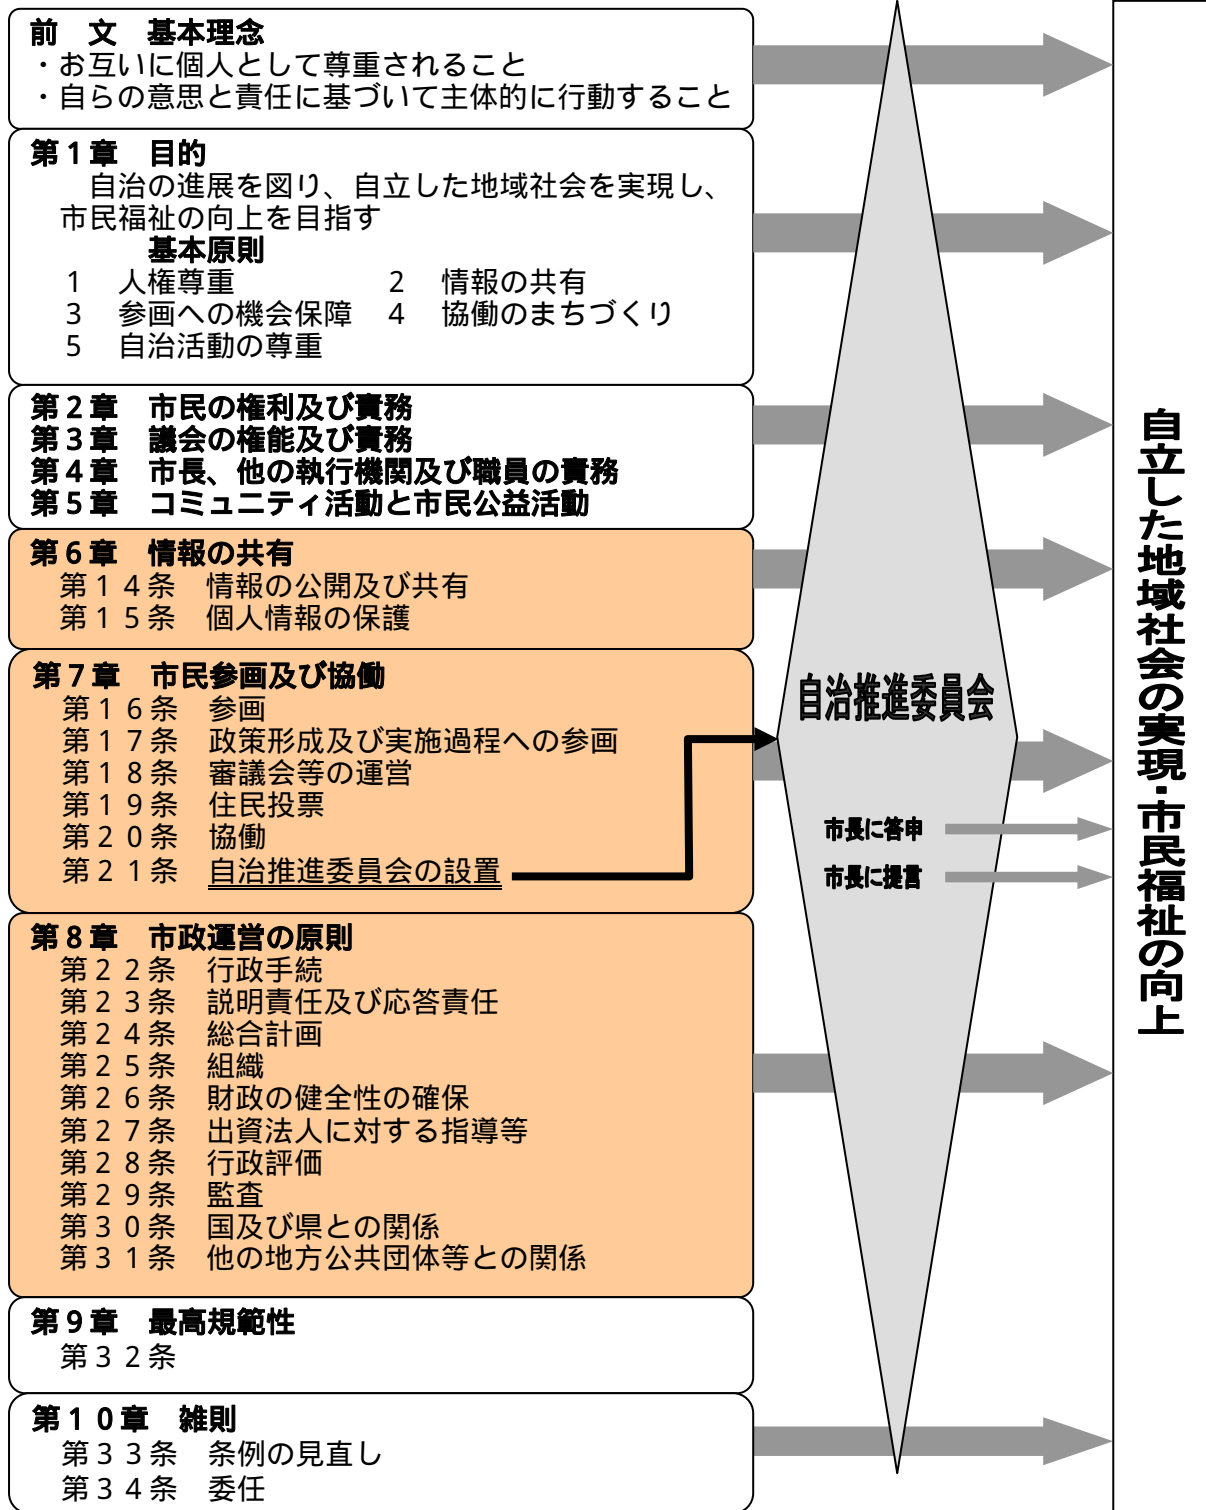 前　文　基本理念
・お互いに個人として尊重されること
・自らの意思と責任に基づいて主体的に行動すること
第1章　目的
自治の進展を図り、自立した地域社会を実現し、
市民福祉の向上を目指す
基本原則
1　人権尊重　2　情報の共有
3　参画への機会保障　4　協働のまちづくり
5　自治活動の尊重
第2章　市民の権利及び責務
第3章　議会の権能及び責務
第4章　市長、他の執行機関及び職員の責務
第5章　コミュニティ活動と市民公益活動
第6章　情報の共有
第14条　情報の公開及び共有
第15条　個人情報の保護
第7章　市民参画及び協働
第16条　参画
第17条　政策形成及び実施過程への参画
第18条　審議会等の運営
第19条　住民投票
第20条　協働
第21条　自治推進委員会の設置
第8章　市政運営の原則
第22条　行政手続
第23条　説明責任及び応答責任
第24条　総合計画
第25条　組織
第26条　財政の健全性の確保
第27条　出資法人に対する指導等
第28条　行政評価
第29条　監査
第30条　国及び県との関係
第31条　他の地方公共団体等との関係
第9章　最高規範性
第32条
第10章　雑則
第33条　条例の見直し
第34条　委任
自治推進委員会
市長に答申
市長に提言
自立した地域社会の実現・市民福祉の向上